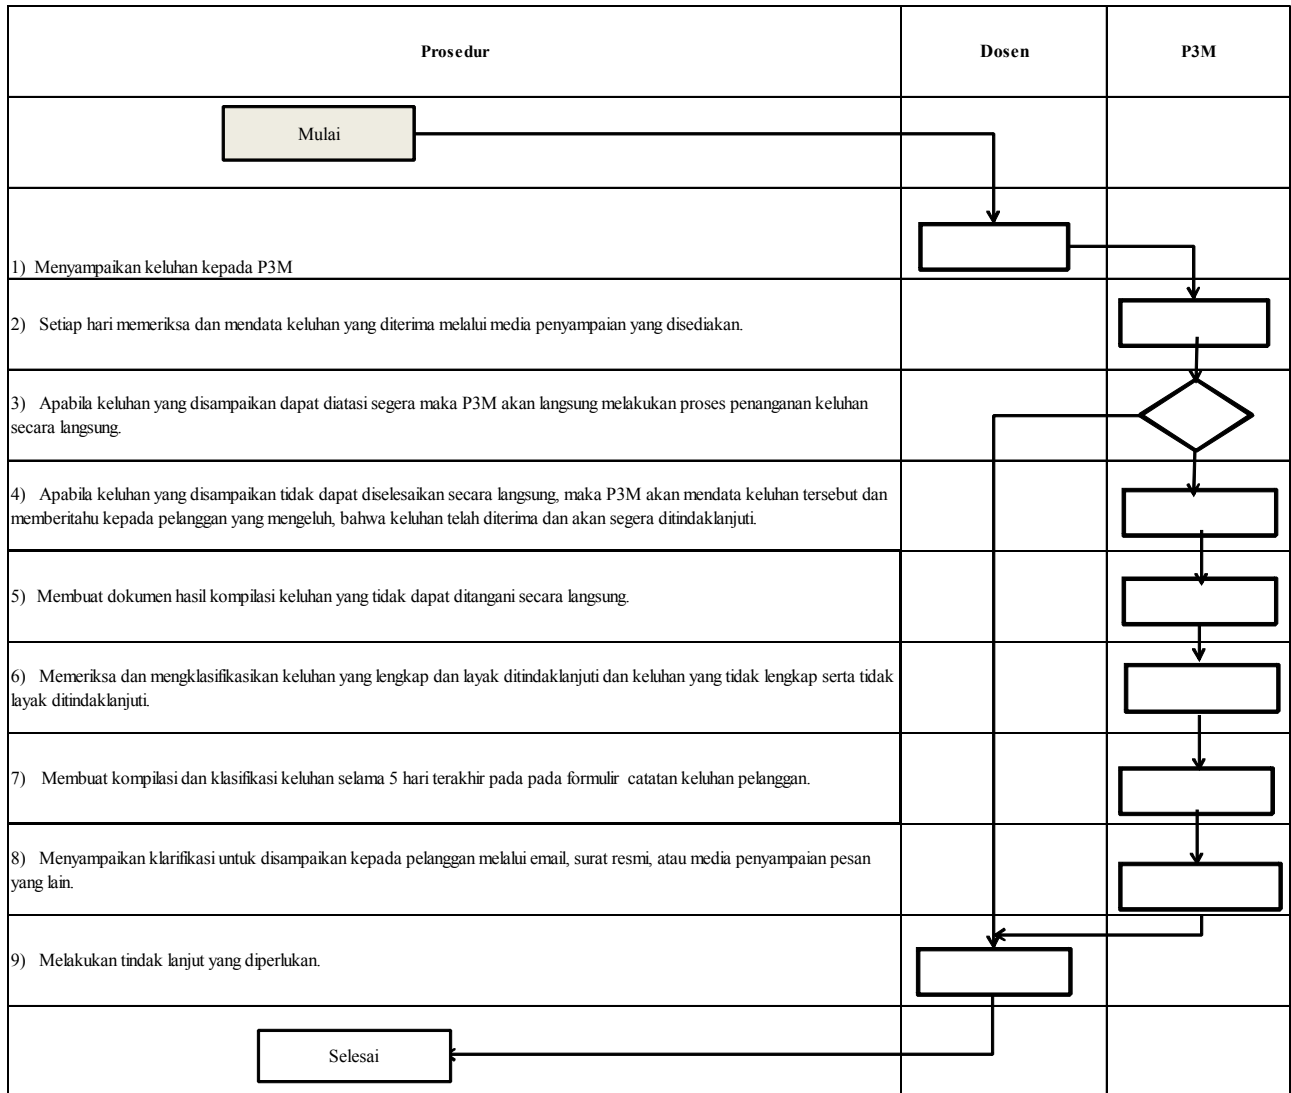 Prosedur
Dosen
P3M
Mulai
1) Menyampaikan keluhan kepada P3M
2) Setiap hari memeriksa dan mendata keluhan yang diterima melalui media penyampaian yang disediakan.
3) Apabila keluhan yang disampaikan dapat diatasi segera maka P3M akan langsung melakukan proses penanganan keluhan
secara langsung.
4) Apabila keluhan yang disampaikan tidak dapat diselesaikan secara langsung, maka P3M akan mendata keluhan tersebut dan
memberitahu kepada pelanggan yang mengeluh, bahwa keluhan telah diterima dan akan segera ditindaklanjuti.
5) Membuat dokumen hasil kompilasi keluhan yang tidak dapat ditangani secara langsung.
6) Memeriksa dan mengklasifikasikan keluhan yang lengkap dan layak ditindaklanjuti dan keluhan yang tidak lengkap serta tidak
layak ditindaklanjuti.
7) Membuat kompilasi dan klasifikasi keluhan selama 5 hari terakhir pada pada formulir catatan keluhan pelanggan.
8) Menyampaikan klarifikasi untuk disampaikan kepada pelanggan melalui email, surat resmi, atau media penyampaian pesan
yang lain.
9) Melakukan tindak lanjut yang diperlukan.
Selesai